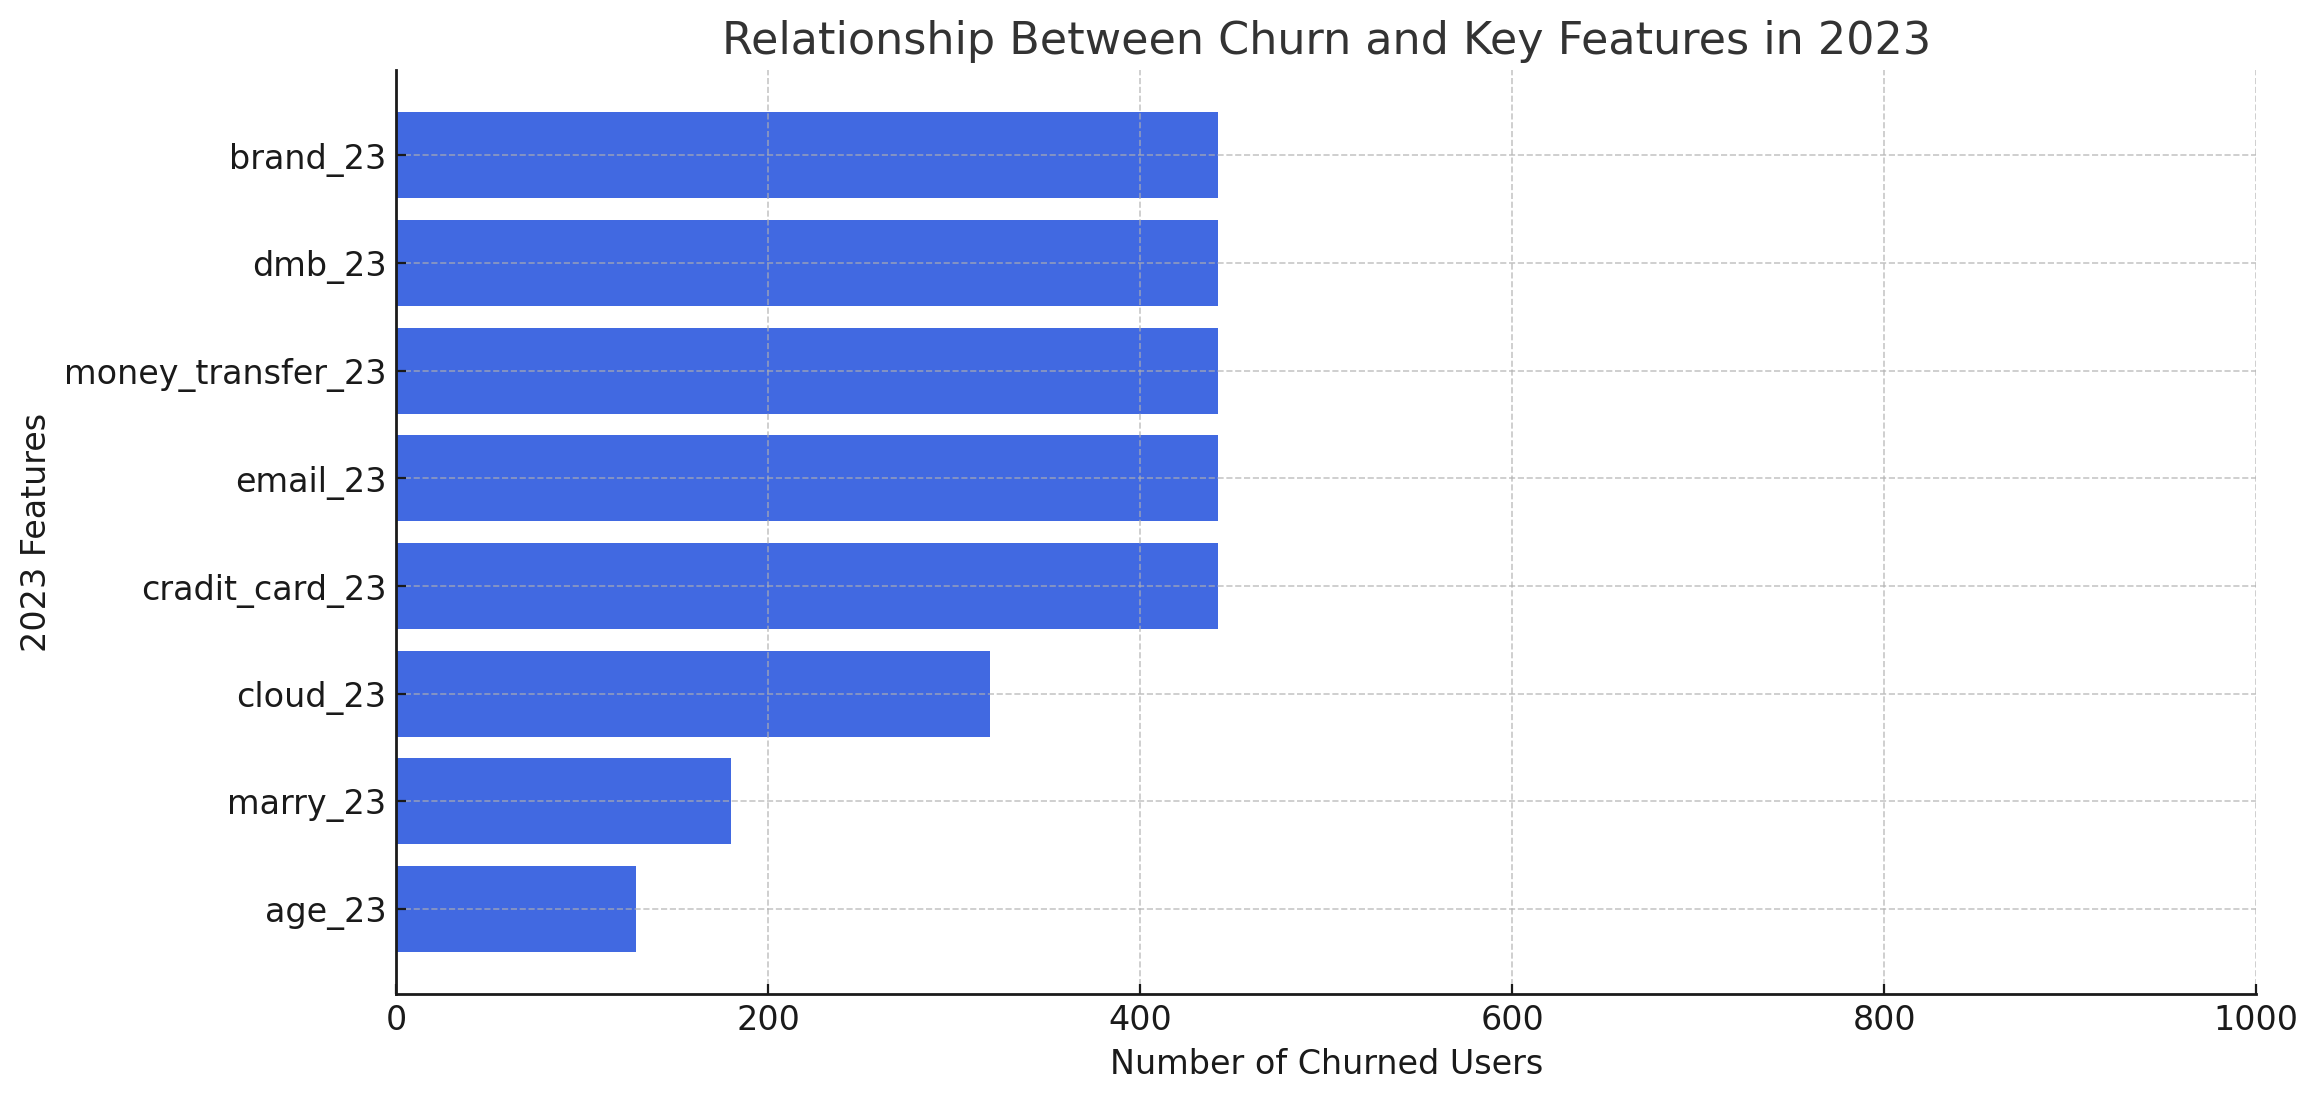 Relationship Between Churn and Key Features in 2023
brand_23
dmb_23
money_transfer_23
email_23
cradit_card_23
cloud_23
marry_23
age_23
2023 Features
0 200 400 600 800 1000
Number of Churned Users